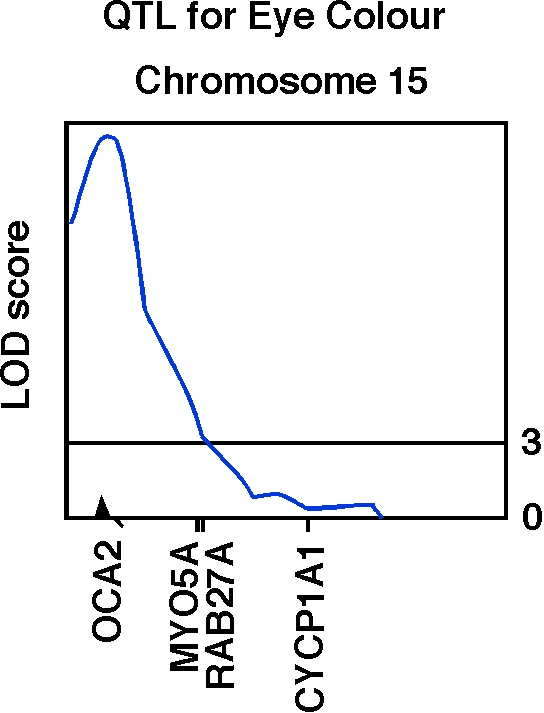 QTL for Eye Colour
Chromosome 15
LOD score
3
0
OCA2
MYO5A
RAB27A
CYCP1A1